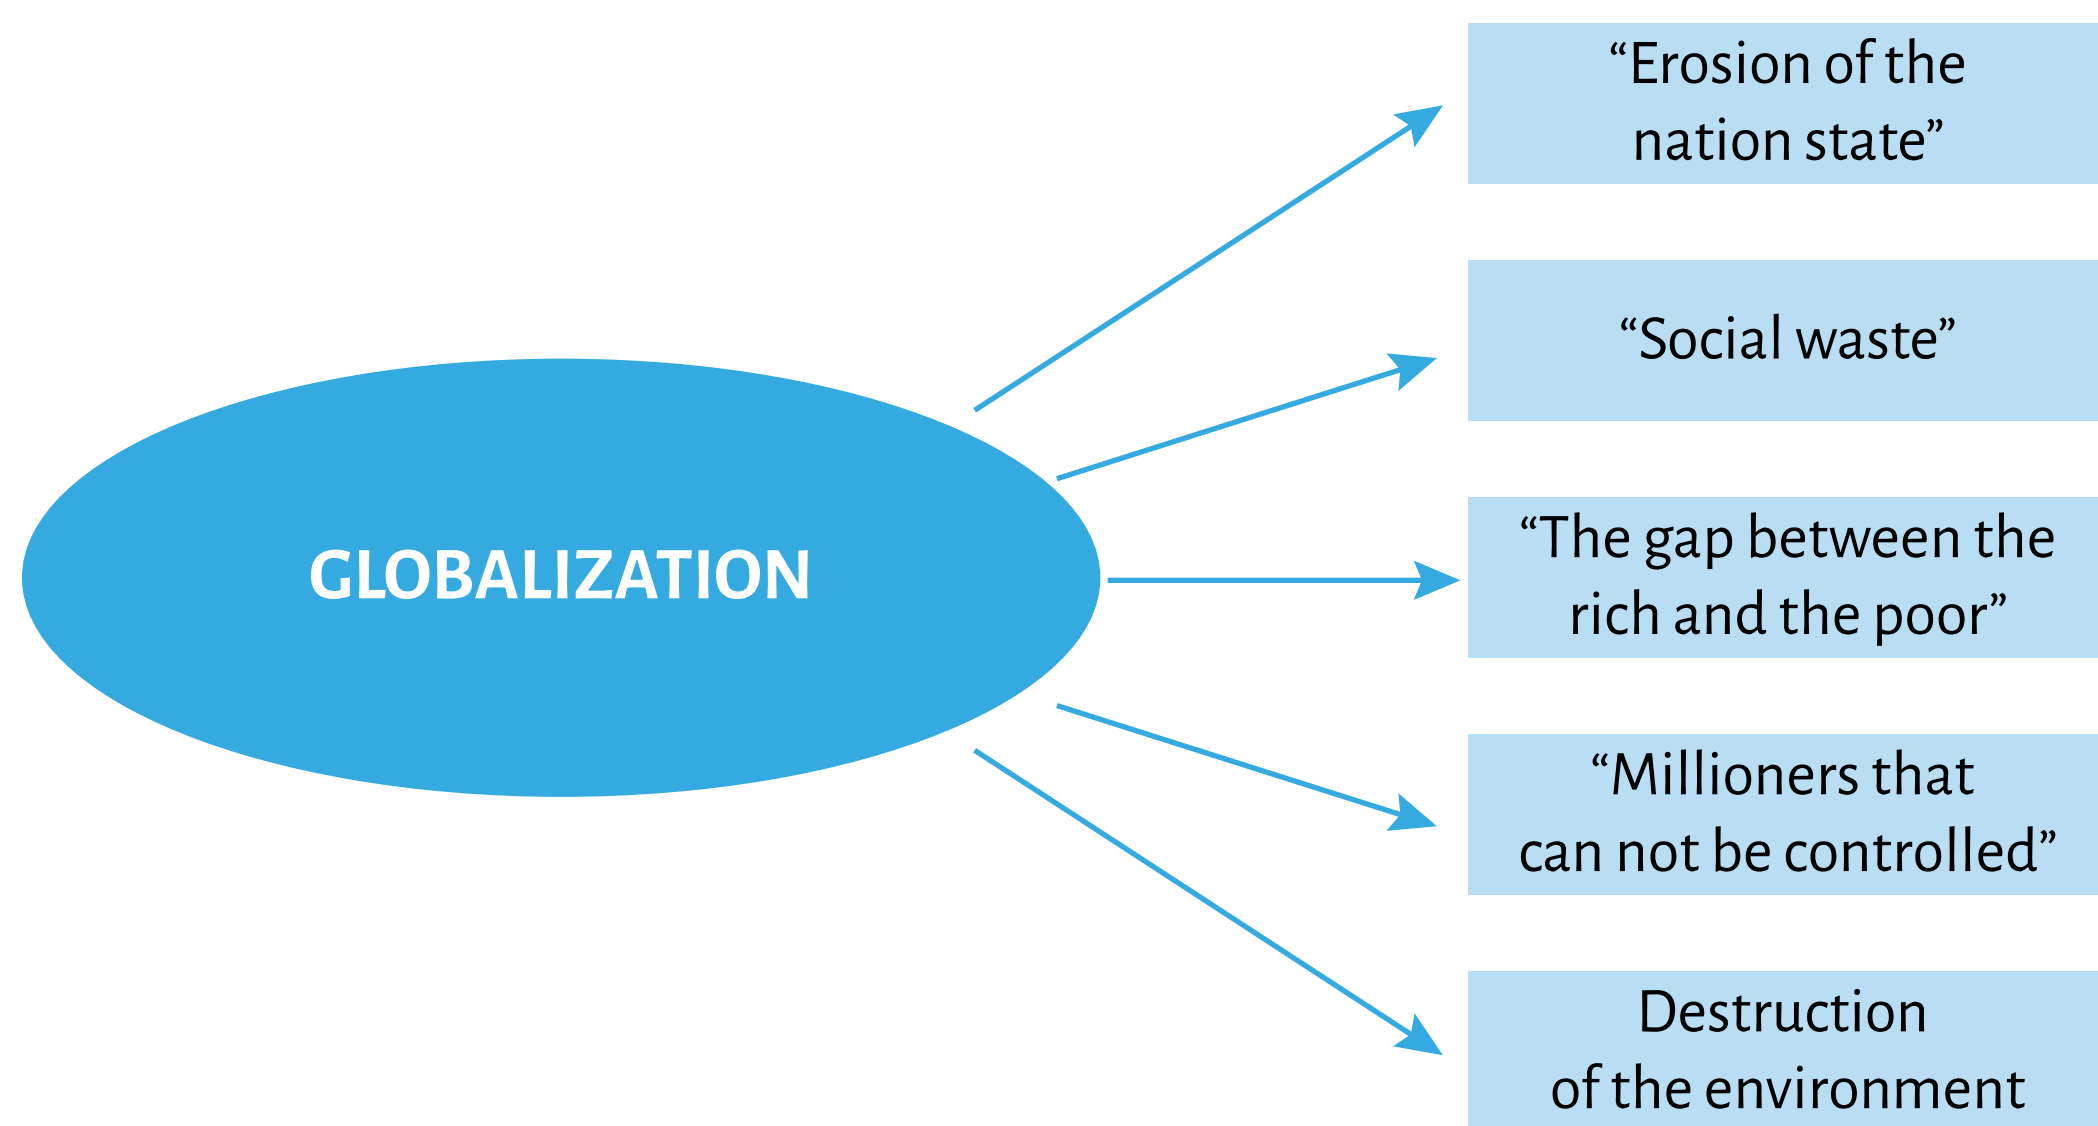 GLOBALIZATION
“Erosion of the
nation state”
“Social waste”
“The gap between the
rich and the poor”
“Millioners that
can not be controlled”
Destruction
of the environment